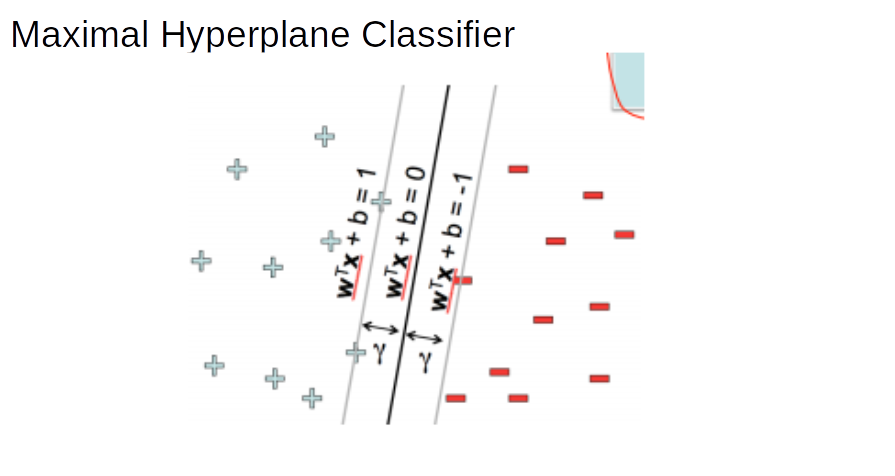 Maximal Hyperplane Classifier
wᵀx + b = 1
wᵀx + b = 0
wᵀx + b = -1
γ
γ